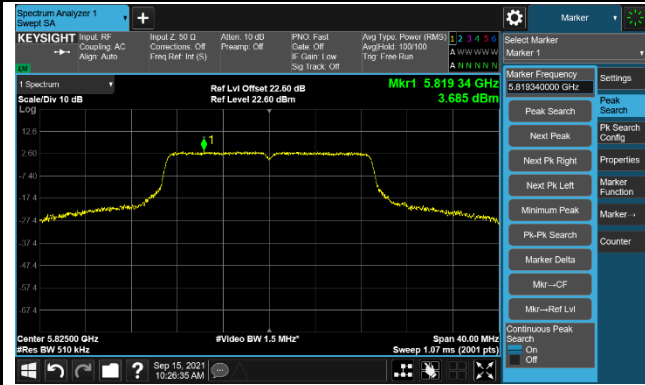 Spectrum Analyzer 1
Swept SA
Marker
KEYSIGHT
Input: RF
Coupling: AC
Align: Auto
Input Z: 50 Ω
Corrections: Off
Freq Ref: Int (S)
Atten: 10 dB
Preamp: Off
PNO: Fast
Gate: Off
IF Gain: Low
Sig Track: Off
Avg Type: Power (RMS)
Avg|Hold: 100/100
Trig: Free Run
1 2 3 4 5 6
A W W W W W
A N N N N N
Select Marker
Marker 1
LXI
1 Spectrum
Scale/Div 10 dB
Log
Ref Lvl Offset 22.60 dB
Ref Level 22.60 dBm
Mkr1 5.819 34 GHz
3.685 dBm
12.6
2.60
-7.40
-17.4
-27.4
-37.4
-47.4
-57.4
-67.4
1
Center 5.82500 GHz
#Res BW 510 kHz
#Video BW 1.5 MHz*
Span 40.00 MHz
Sweep 1.07 ms (2001 pts)
Marker Frequency
5.819340000 GHz
Peak Search
Next Peak
Next Pk Right
Next Pk Left
Minimum Peak
Pk-Pk Search
Marker Delta
Mkr→CF
Mkr→Ref Lvl
Continuous Peak
Search
On
Off
Settings
Peak
Search
Pk Search
Config
Properties
Marker
Function
Marker→
Counter
?
Sep 15, 2021
10:26:35 AM